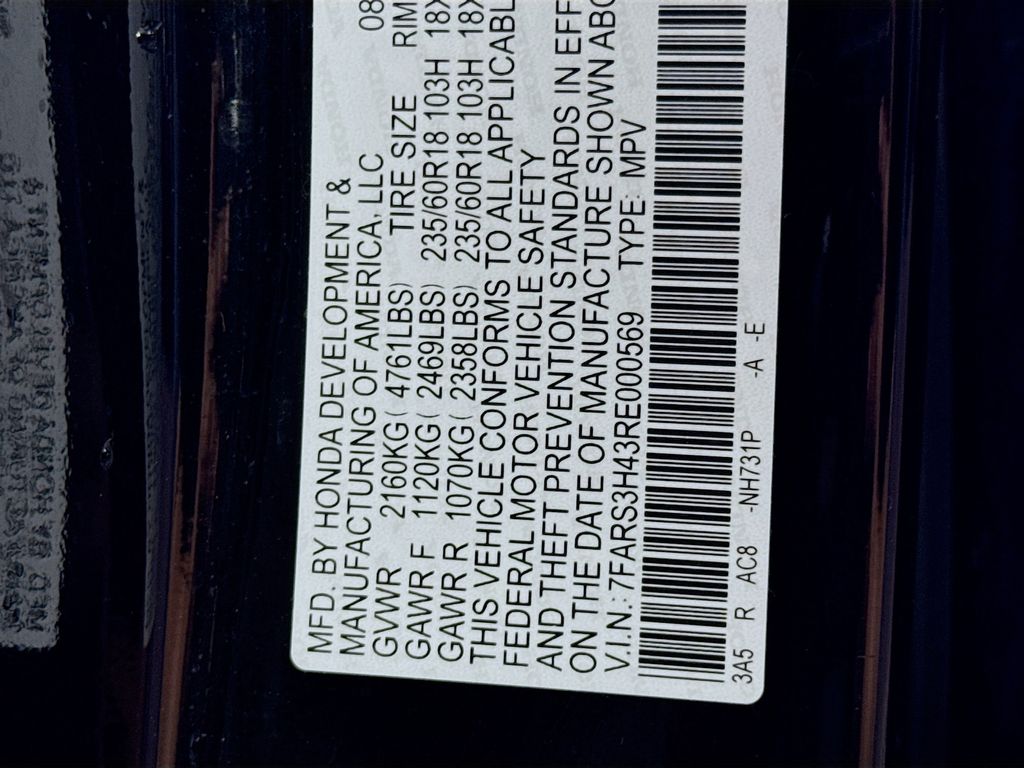 MFD. BY HONDA DEVELOPMENT & 08
MANUFACTURING OF AMERICA, LLC
GVWR 2160KG( 4761LBS) TIRE SIZE RIM
GAWR F 1120KG( 2469LBS) 235/60R18 103H 18X
GAWR R 1070KG( 2358LBS) 235/60R18 103H 18X
THIS VEHICLE CONFORMS TO ALL APPLICABL
FEDERAL MOTOR VEHICLE SAFETY
AND THEFT PREVENTION STANDARDS IN EFF
ON THE DATE OF MANUFACTURE SHOWN ABO
V.I.N.: 7FARS3H43RE000569 TYPE: MPV
3A5 R AC8 -NH731P -A -E